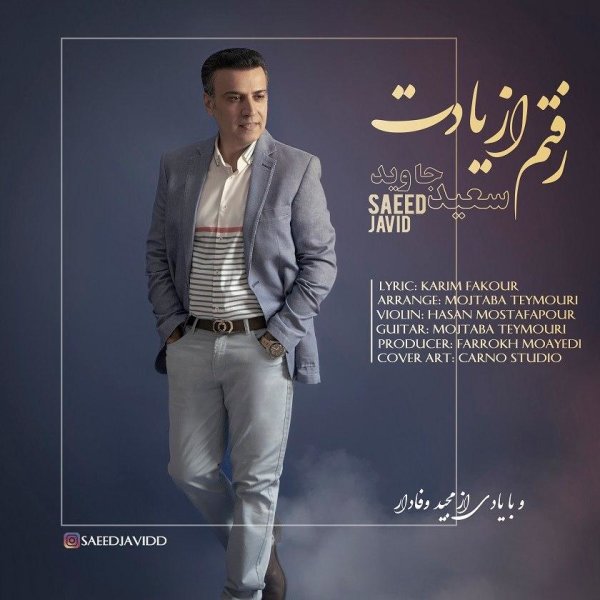 رفتم از یادت
سعید جاوید
SAEED
JAVID
LYRIC: KARIM FAKOUR
ARRANGE: MOJTABA TEYMOURI
VIOLIN: HASAN MOSTAFAPOUR
GUITAR: MOJTABA TEYMOURI
PRODUCER: FARROKH MOAYEDI
COVER ART: CARNO STUDIO
و با یادی از مجید وفادار
SAEEDJAVIDD